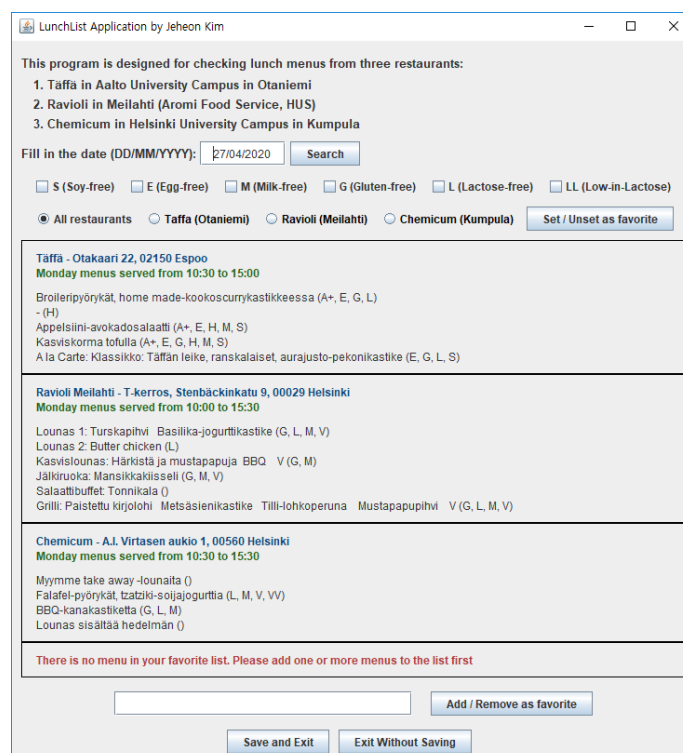 LunchList Application by Jeheon Kim
This program is designed for checking lunch menus from three restaurants:
1. Täffä in Aalto University Campus in Otaniemi
2. Ravioli in Meilahti (Aromi Food Service, HUS)
3. Chemicum in Helsinki University Campus in Kumpula
Fill in the date (DD/MM/YYYY): 27/04/2020 Search
S (Soy-free) E (Egg-free) M (Milk-free) G (Gluten-free) L (Lactose-free) LL (Low-in-Lactose)
All restaurants Taffa (Otaniemi) Ravioli (Meilahti) Chemicum (Kumpula) Set / Unset as favorite
Täffä - Otakaari 22, 02150 Espoo
Monday menus served from 10:30 to 15:00
Broileripyörykät, home made-kookoscurrykastikkeessa (A+, E, G, L)
- (H)
Appelsiini-avokadosalaatti (A+, E, H, M, S)
Kasviskorma tofulla (A+, E, G, H, M, S)
A la Carte: Klassikko: Täffän leike, ranskalaiset, aurajusto-pekonikastike (E, G, L, S)
Ravioli Meilahti - T-kerros, Stenbäckinkatu 9, 00029 Helsinki
Monday menus served from 10:00 to 15:30
Lounas 1: Turskapihvi Basilika-jogurttikastike (G, L, M, V)
Lounas 2: Butter chicken (L)
Kasvislounas: Härkistä ja mustapapuja BBQ V (G, M)
Jälkiruoka: Mansikkakiisseli (G, M, V)
Salaattibuffet: Tonnikala ()
Grilli: Paistettu kirjolohi Metsäsienikastike Tilli-lohkoperuna Mustapapupihvi V (G, L, M, V)
Chemicum - A.I. Virtasen aukio 1, 00560 Helsinki
Monday menus served from 10:30 to 15:30
Myymme take away -lounaita ()
Falafel-pyörykät, tzatziki-soijajogurttia (L, M, V, VV)
BBQ-kanakastiketta (G, L, M)
Lounas sisältää hedelmän ()
There is no menu in your favorite list. Please add one or more menus to the list first
Add / Remove as favorite
Save and Exit Exit Without Saving